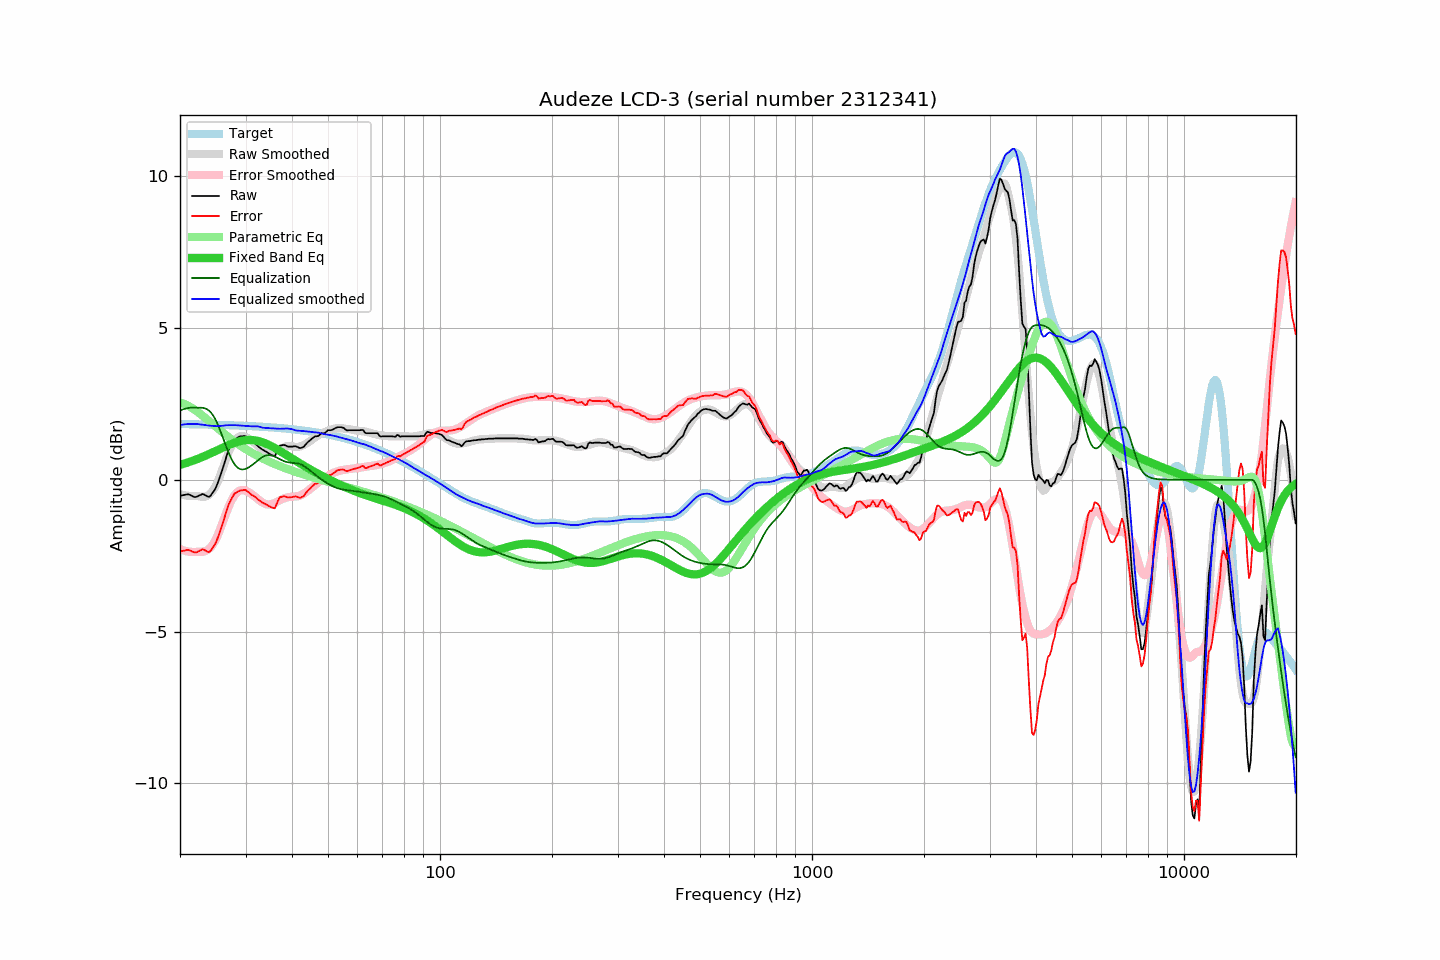 Audeze LCD-3 (serial number 2312341)
Target
Raw Smoothed
Error Smoothed
Raw
Error
Parametric Eq
Fixed Band Eq
Equalization
Equalized smoothed
10
5
0
−5
−10
Amplitude (dBr)
100
1000
10000
Frequency (Hz)